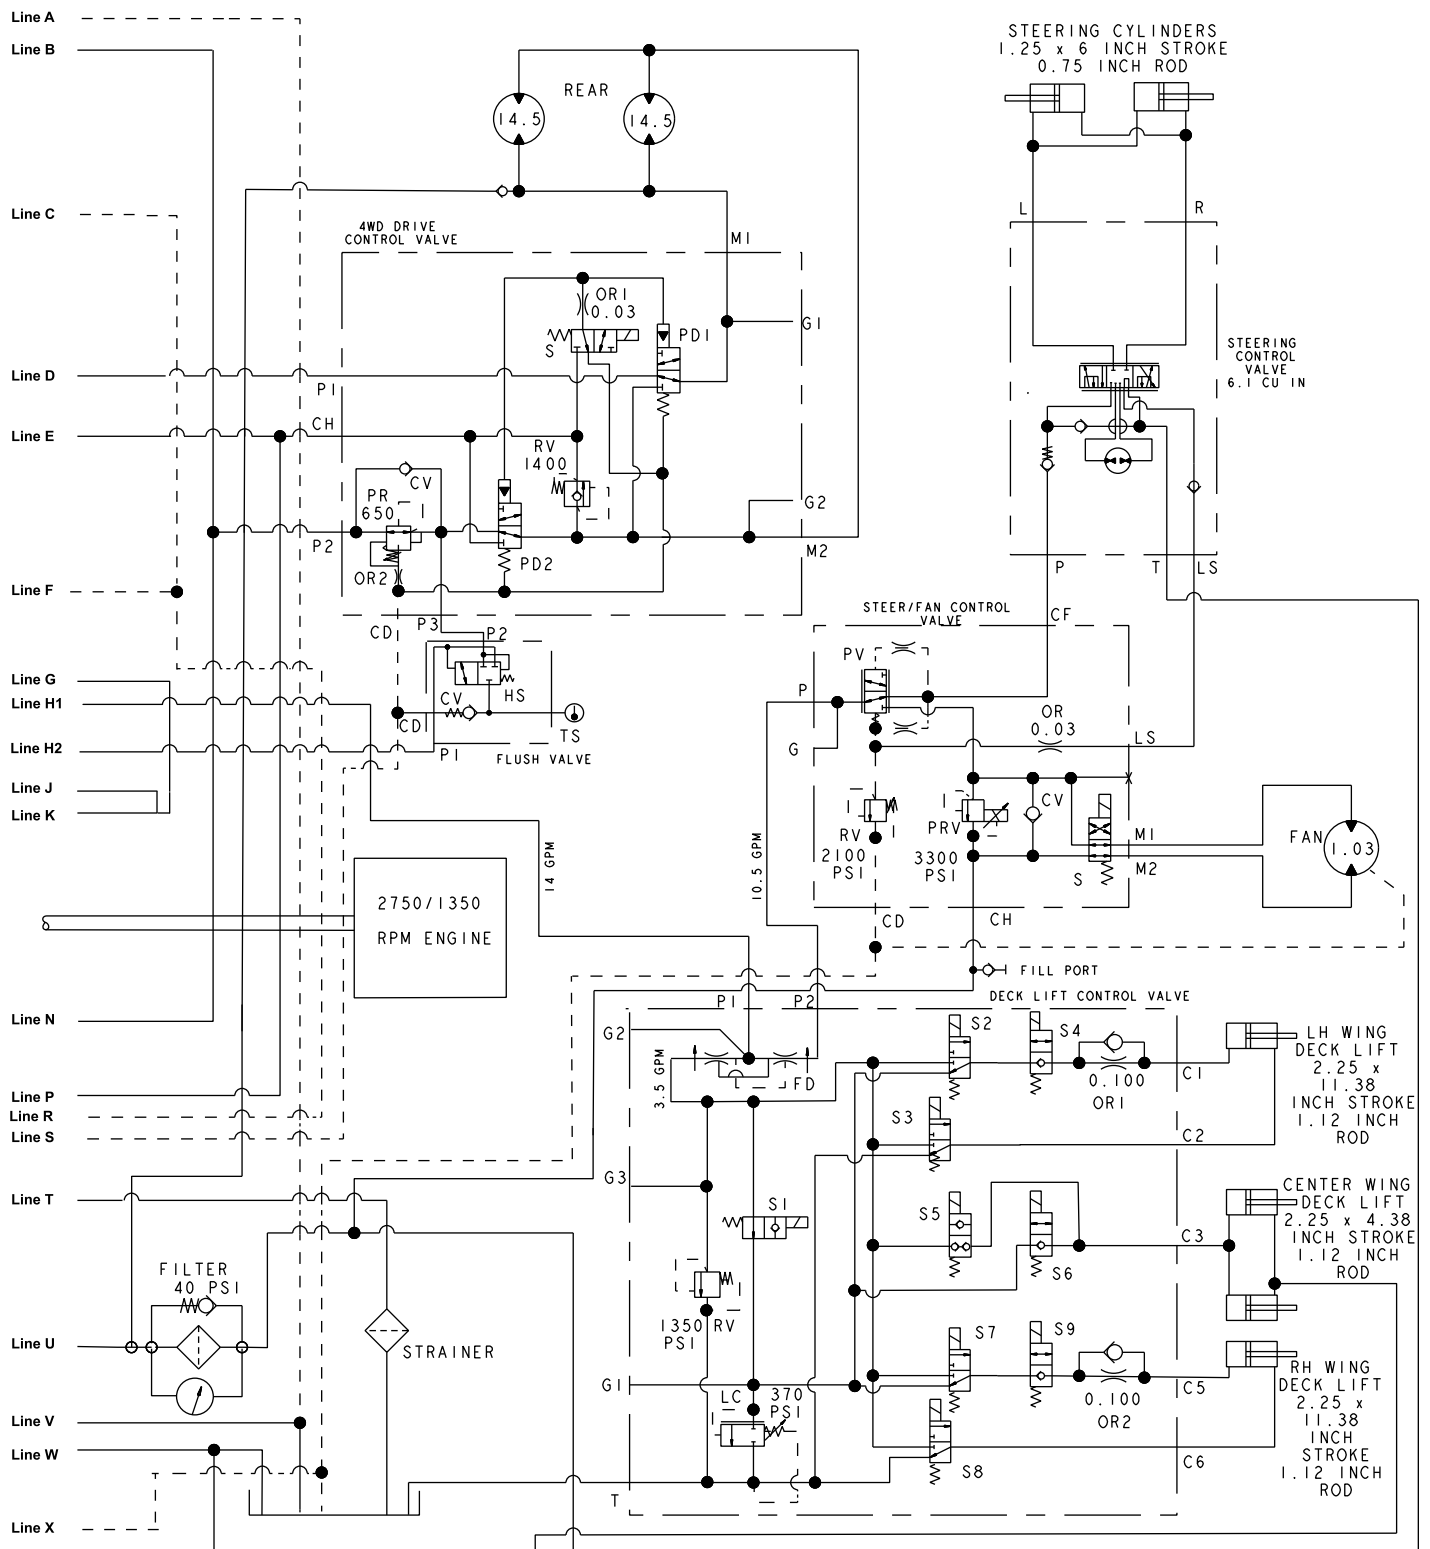 Line A
Line B
STEERING CYLINDERS
1.25 x 6 INCH STROKE
0.75 INCH ROD
REAR
14.5
14.5
Line C
L
R
4WD DRIVE
CONTROL VALVE
M1
OR1
0.03
G1
S
PD1
STEERING
CONTROL
VALVE
6.1 CU IN
Line D
P1
Line E
CH
RV
1400
CV
PR
650
G2
P2
M2
PD2
OR2
P
T
LS
Line F
CD
P3
P2
STEER/FAN CONTROL
VALVE
CF
PV
Line G
Line H1
CV
HS
P
OR
0.03
CD
TS
LS
Line H2
P1
G
FLUSH VALVE
Line J
Line K
CV
RV
2100
PSI
PRV
3300
PSI
M1
M2
S
FAN
1.03
14 GPM
10.5 GPM
2750/1350
RPM ENGINE
CD
CH
FILL PORT
P1
P2
DECK LIFT CONTROL VALVE
Line N
G2
S2
S4
LH WING
DECK LIFT
2.25 x
11.38
INCH STROKE
1.12 INCH
ROD
3.5 GPM
FD
0.100
OR1
C1
Line P
Line R
Line S
S3
C2
G3
Line T
S1
S5
S6
C3
CENTER WING
DECK LIFT
2.25 x 4.38
INCH STROKE
1.12 INCH
ROD
FILTER
40 PSI
1350 RV
PSI
Line U
STRAINER
S7
S9
G1
LC
370
PSI
0.100
OR2
C5
RH WING
DECK LIFT
2.25 x
11.38
INCH
STROKE
1.12 INCH
ROD
Line V
Line W
S8
C6
T
Line X